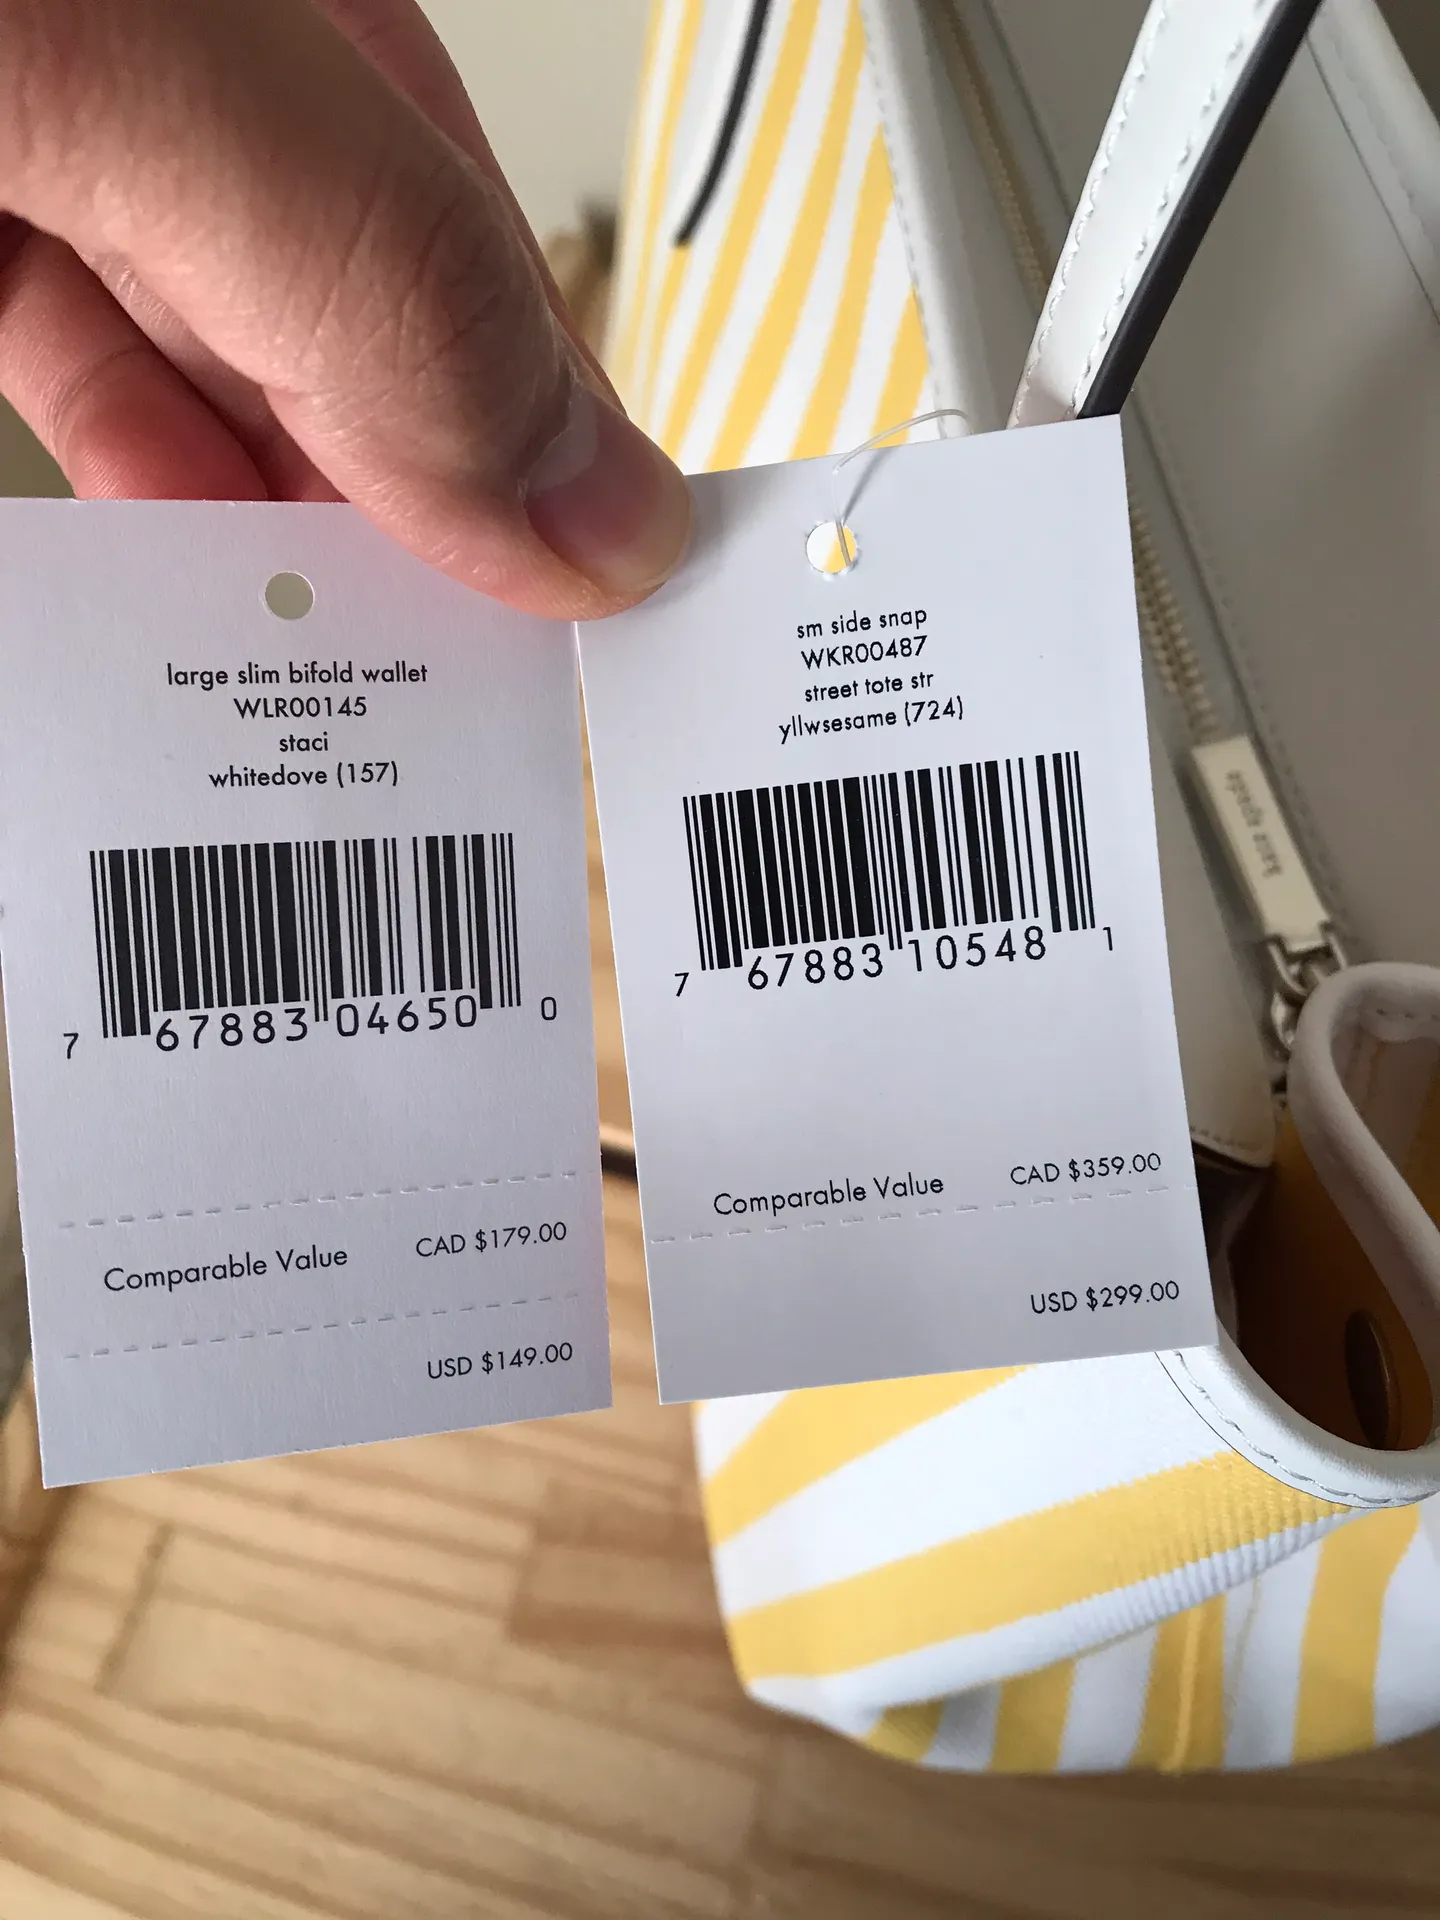 large slim bifold wallet
WLR00145
staci
whitedove (157)
7 67883 04650 0
Comparable Value CAD $179.00
USD $149.00
sm side snap
WKR00487
street tote str
yllwsesame (724)
7 67883 10548 1
Comparable Value CAD $359.00
USD $299.00
kate spade